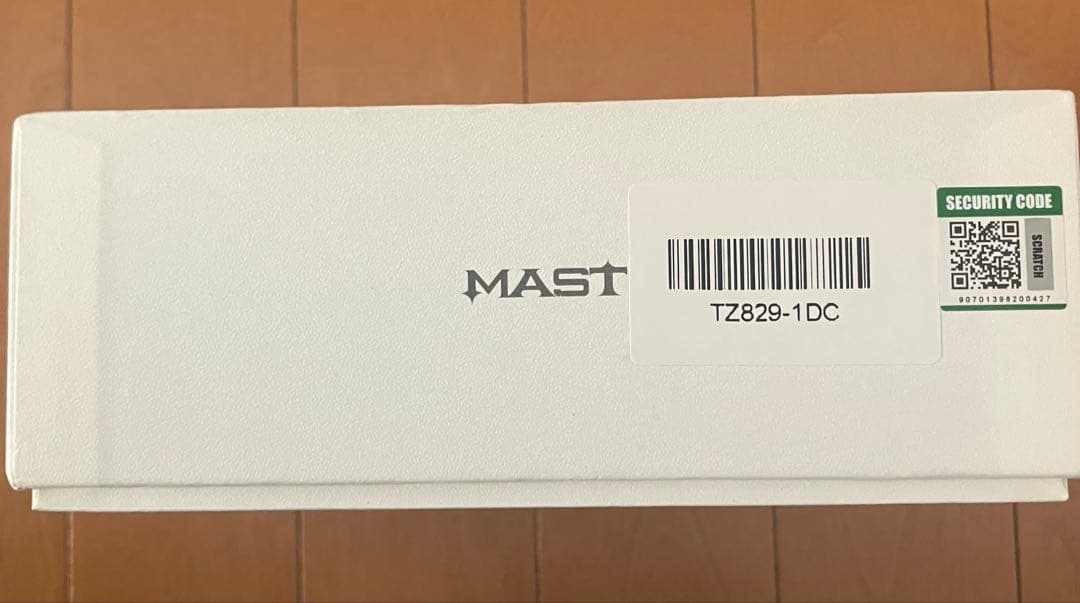 MAST
TZ829-1DC
SECURITY CODE
SCRATCH
90701398200427